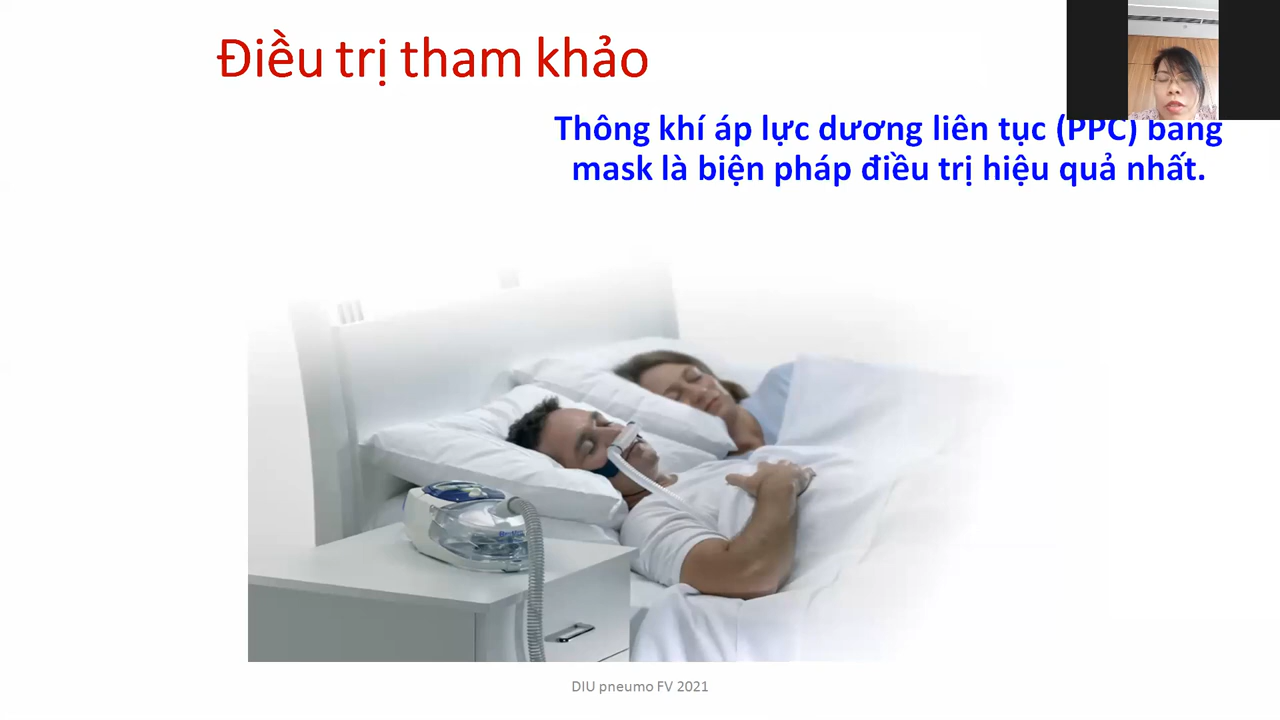 Điều trị tham khảo
Thông khí áp lực dương liên tục (PPC) bằng
mask là biện pháp điều trị hiệu quả nhất.
DIU pneumo FV 2021